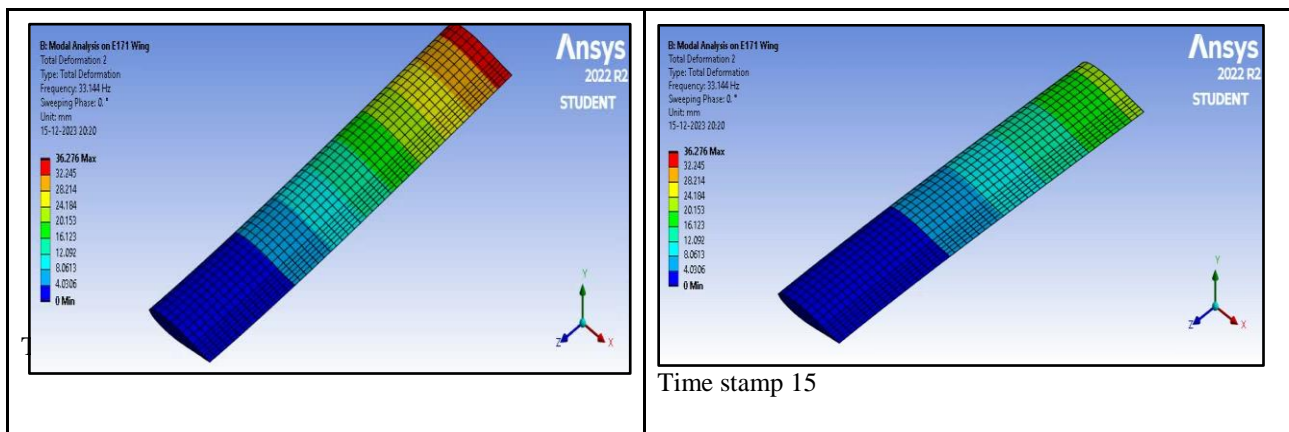 B: Modal Analysis on E171 Wing
Total Deformation 2
Type: Total Deformation
Frequency: 33.144 Hz
Sweeping Phase: 0. °
Unit: mm
15-12-2023 20:20
36.276 Max
32.245
28.214
24.184
20.153
16.123
12.092
8.0613
4.0306
0 Min
Ansys
2022 R2
STUDENT
Y
Z
X
B: Modal Analysis on E171 Wing
Total Deformation 2
Type: Total Deformation
Frequency: 33.144 Hz
Sweeping Phase: 0. °
Unit: mm
15-12-2023 20:20
36.276 Max
32.245
28.214
24.184
20.153
16.123
12.092
8.0613
4.0306
0 Min
Ansys
2022 R2
STUDENT
Y
Z
X
Time stamp 15